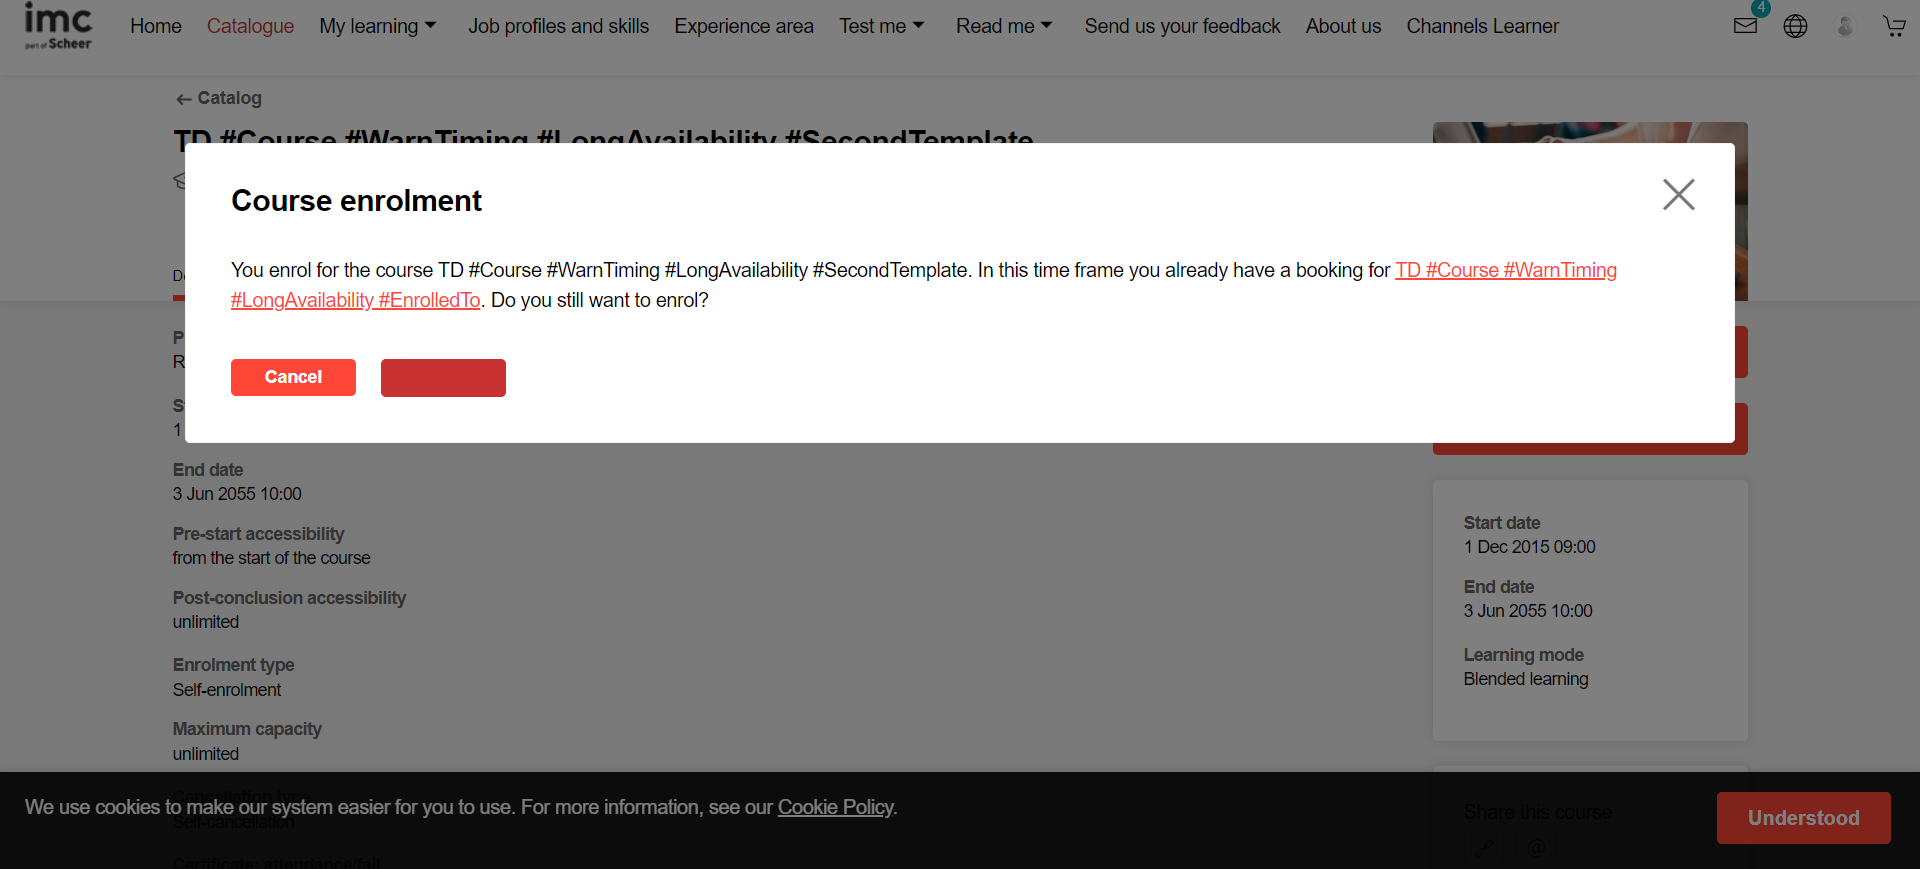 imc
part of Scheer
Home Catalogue My learning Job profiles and skills Experience area Test me Read me Send us your feedback About us Channels Learner
4
← Catalog
TD #Course #WarnTiming #LongAvailability #SecondTemplate
Course enrolment
You enrol for the course TD #Course #WarnTiming #LongAvailability #SecondTemplate. In this time frame you already have a booking for TD #Course #WarnTiming
#LongAvailability #EnrolledTo. Do you still want to enrol?
Cancel
End date
3 Jun 2055 10:00
Pre-start accessibility
from the start of the course
Post-conclusion accessibility
unlimited
Enrolment type
Self-enrolment
Maximum capacity
unlimited
Cancellation type
Self-cancellation
Certificate: attendance/fail
Start date
1 Dec 2015 09:00
End date
3 Jun 2055 10:00
Learning mode
Blended learning
Share this course
We use cookies to make our system easier for you to use. For more information, see our Cookie Policy.
Understood